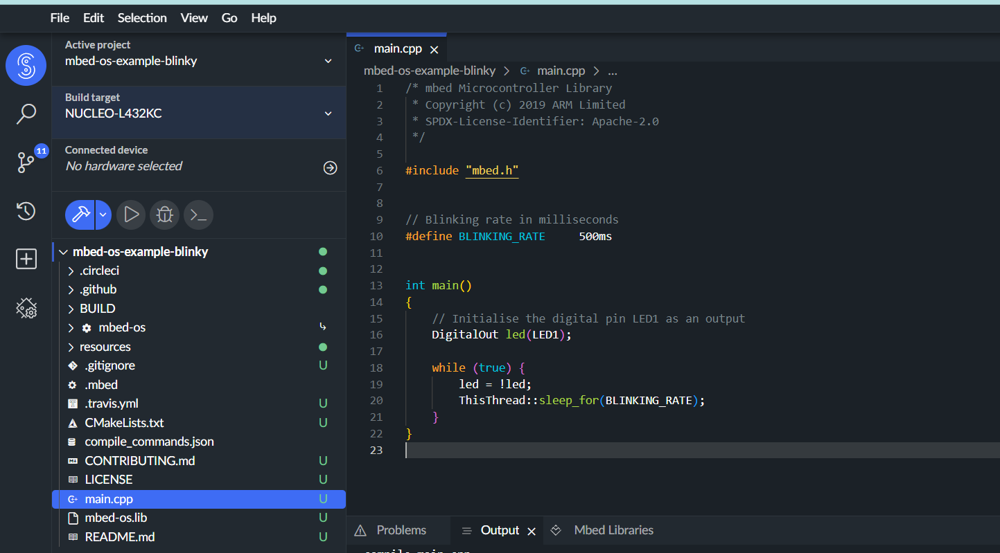 File Edit Selection View Go Help
Active project
mbed-os-example-blinky
Build target
NUCLEO-L432KC
Connected device
No hardware selected
11
mbed-os-example-blinky
.circleci
.github
BUILD
mbed-os
resources
.gitignore U
.mbed
.travis.yml U
CMakeLists.txt U
compile_commands.json
CONTRIBUTING.md U
LICENSE U
main.cpp U
mbed-os.lib U
README.md U
main.cpp
mbed-os-example-blinky > main.cpp > ...
1 /* mbed Microcontroller Library
2 * Copyright (c) 2019 ARM Limited
3 * SPDX-License-Identifier: Apache-2.0
4 */
5
6 #include "mbed.h"
7
8
9 // Blinking rate in milliseconds
10 #define BLINKING_RATE     500ms
11
12
13 int main()
14 {
15     // Initialise the digital pin LED1 as an output
16     DigitalOut led(LED1);
17
18     while (true) {
19         led = !led;
20         ThisThread::sleep_for(BLINKING_RATE);
21     }
22 }
23
Problems Output Mbed Libraries
compile main.cpp